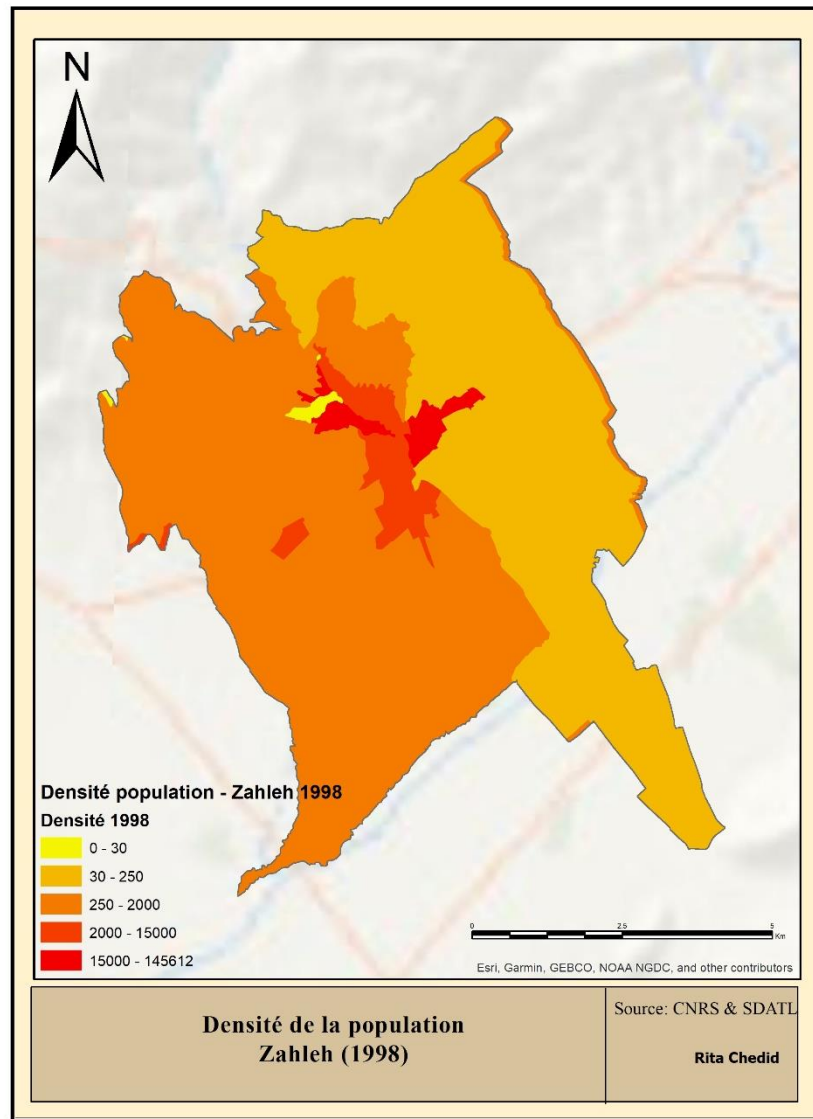 N
Densité population - Zahleh 1998
Densité 1998
0 - 30
30 - 250
250 - 2000
2000 - 15000
15000 - 145612
0 2.5 5
Km
Esri, Garmin, GEBCO, NOAA NGDC, and other contributors
Densité de la population
Zahleh (1998)
Source: CNRS & SDATL
Rita Chedid